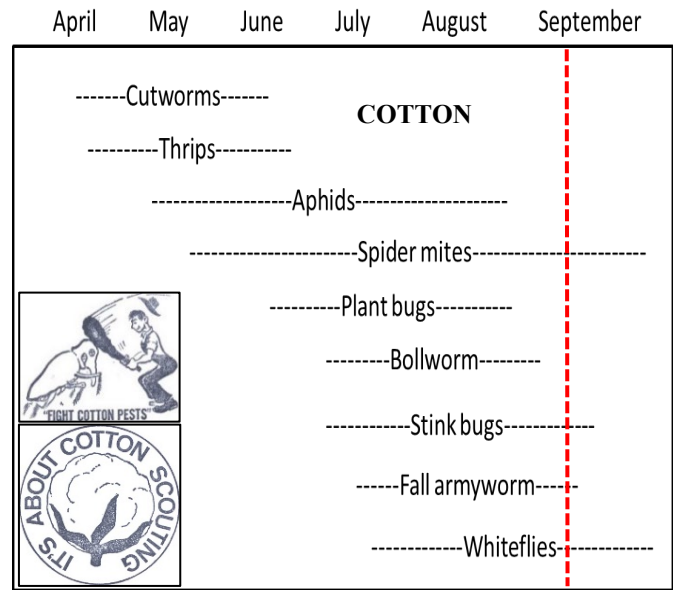 April May June July August September
-------Cutworms-------
COTTON
----------Thrips-----------
--------------------Aphids----------------------
------------------------Spider mites-------------------------
----------Plant bugs-----------
---------Bollworm---------
------------Stink bugs-------------
------Fall armyworm------
-------------Whiteflies--------------
"FIGHT COTTON PESTS"
IT'S ABOUT COTTON SCOUTING